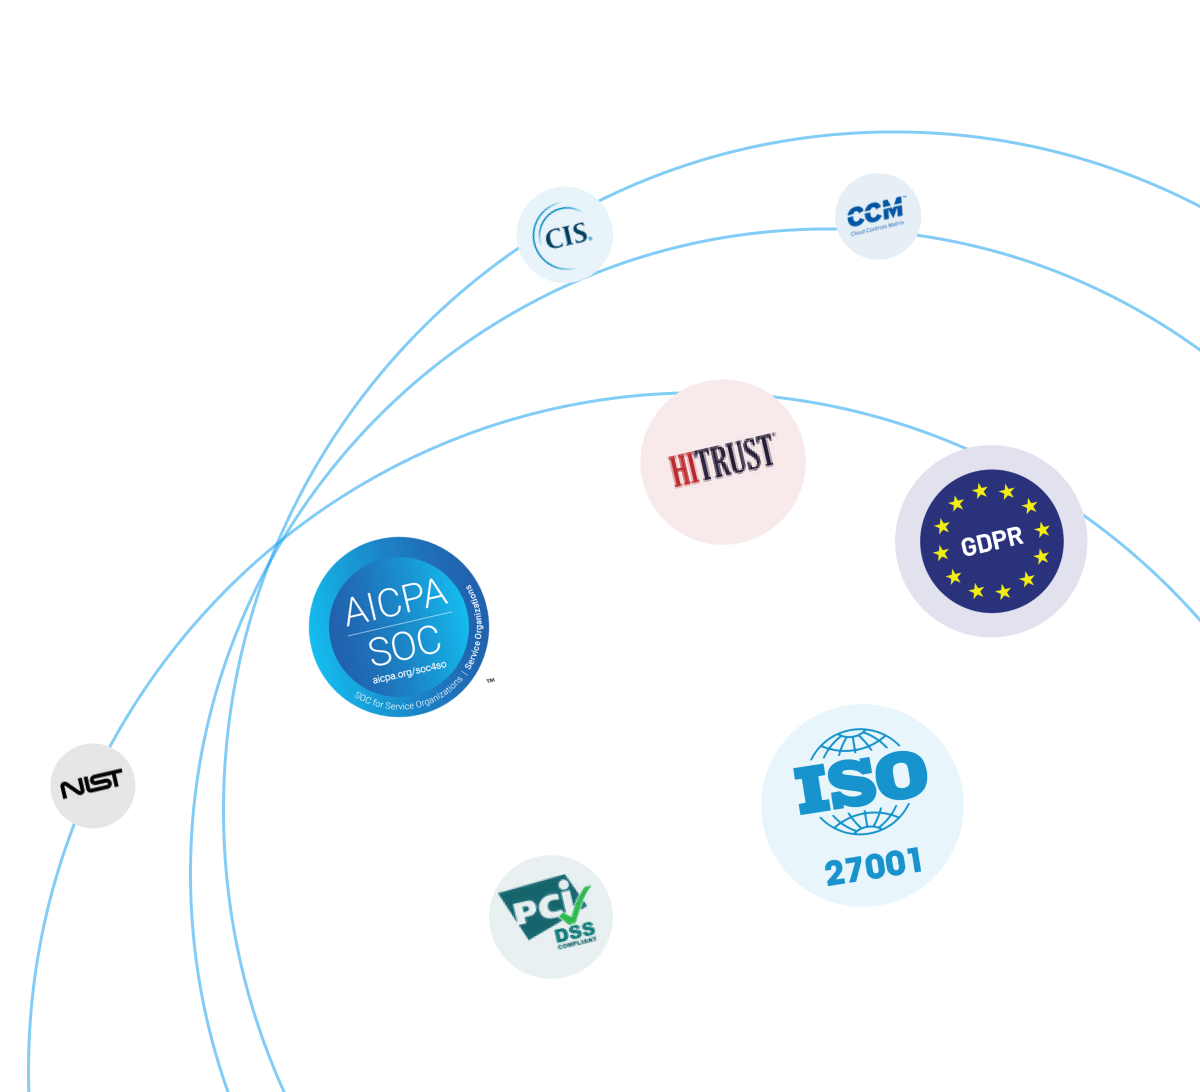 CIS®
CCM™
Cloud Controls Matrix
HITRUST®
GDPR
AICPA
SOC
aicpa.org/soc4so
SOC for Service Organizations | Service Organizations
™
NIST
ISO
27001
PCi
DSS
COMPLIANT